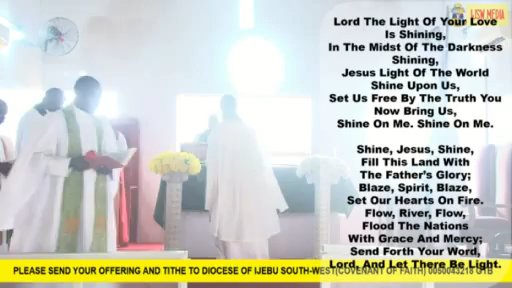 IJSW MEDIA
Lord The Light Of Your Love
Is Shining,
In The Midst Of The Darkness
Shining,
Jesus Light Of The World
Shine Upon Us,
Set Us Free By The Truth You
Now Bring Us,
Shine On Me. Shine On Me.
Shine, Jesus, Shine,
Fill This Land With
The Father's Glory;
Blaze, Spirit, Blaze,
Set Our Hearts On Fire.
Flow, River, Flow,
Flood The Nations
With Grace And Mercy;
Send Forth Your Word,
Lord, And Let There Be Light.
PLEASE SEND YOUR OFFERING AND TITHE TO DIOCESE OF IJEBU SOUTH-WEST(COVENANT OF FAITH) 0050043218 GTB